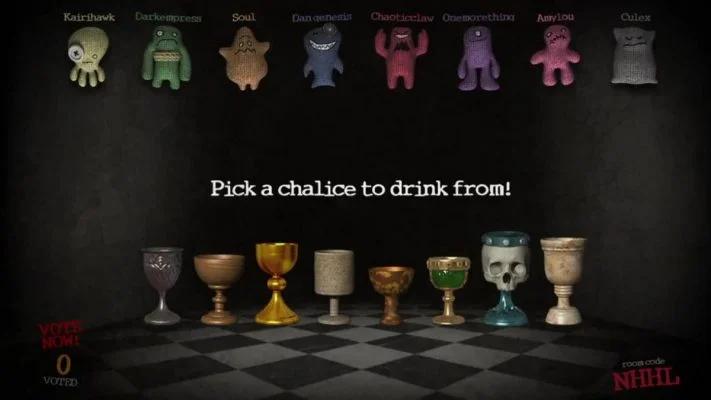 Kairihawk
Darkempress
Soul
Dangenesis
Chaoticclaw
Onemorething
Amylou
Culex
Pick a chalice to drink from!
VOTE
NOW!
0
VOTED
room code
NHHL